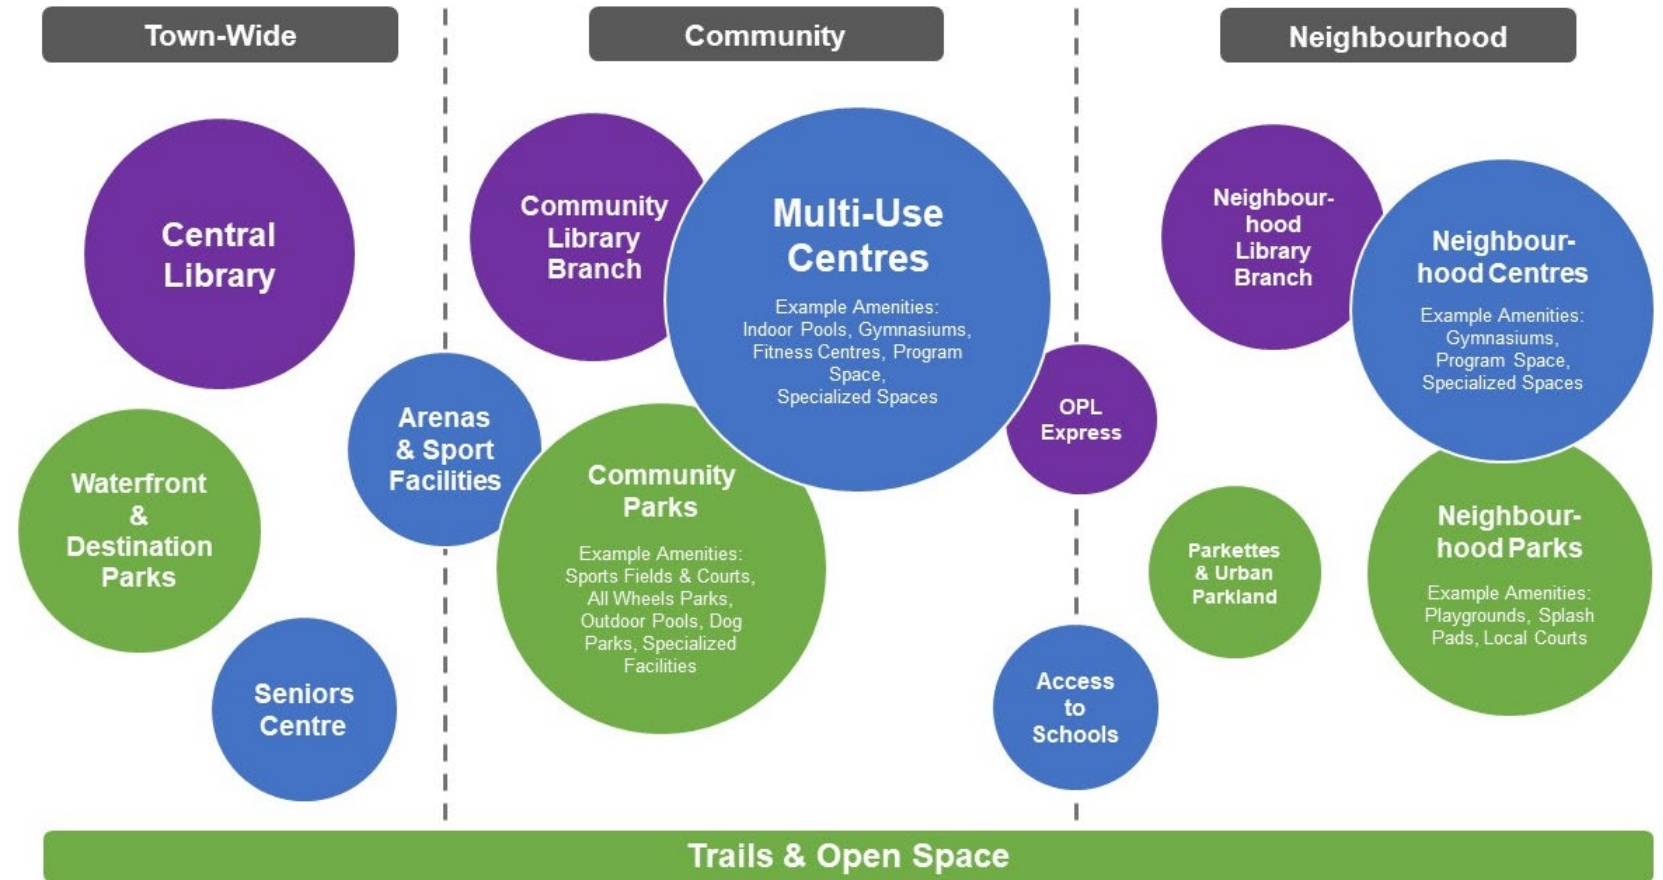 Town-Wide
Community
Neighbourhood
Central
Library
Waterfront
&
Destination
Parks
Seniors
Centre
Arenas
& Sport
Facilities
Community
Library
Branch
Multi-Use
Centres
Example Amenities:
Indoor Pools, Gymnasiums,
Fitness Centres, Program
Space,
Specialized Spaces
Community
Parks
Example Amenities:
Sports Fields & Courts,
All Wheels Parks,
Outdoor Pools, Dog
Parks, Specialized
Facilities
OPL
Express
Access
to
Schools
Neighbour-
hood
Library
Branch
Neighbour-
hood Centres
Example Amenities:
Gymnasiums,
Program Space,
Specialized Spaces
Parkettes
& Urban
Parkland
Neighbour-
hood Parks
Example Amenities:
Playgrounds, Splash
Pads, Local Courts
Trails & Open Space